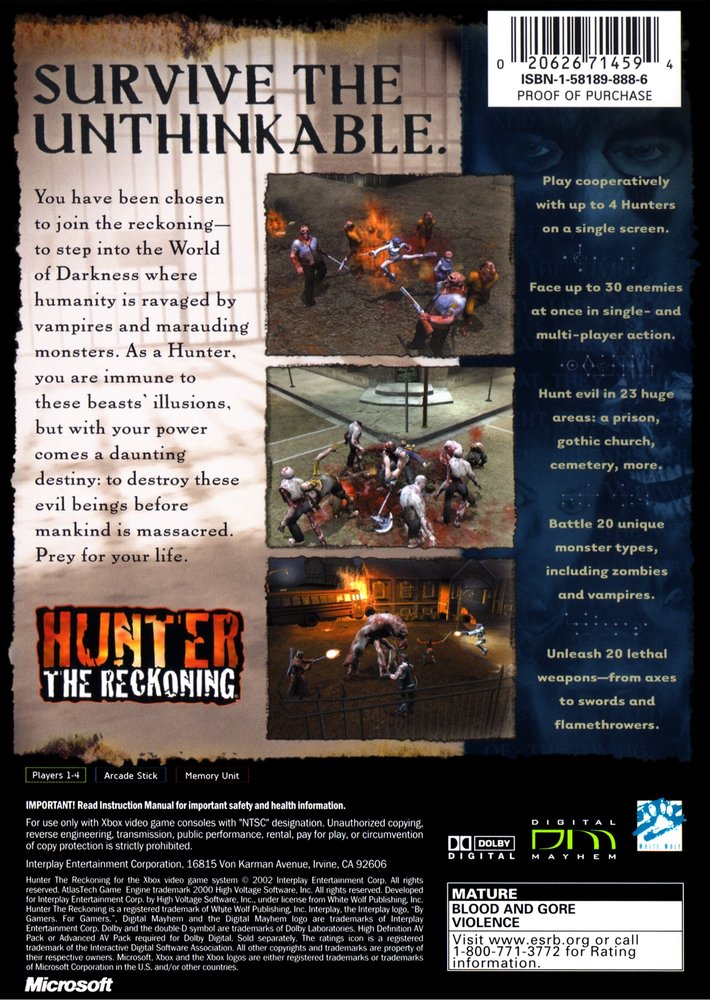 0 20626 71459 4
ISBN-1-58189-888-6
PROOF OF PURCHASE
SURVIVE THE
UNTHINKABLE.
You have been chosen
to join the reckoning—
to step into the World
of Darkness where
humanity is ravaged by
vampires and marauding
monsters. As a Hunter,
you are immune to
these beasts' illusions,
but with your power
comes a daunting
destiny: to destroy these
evil beings before
mankind is massacred.
Prey for your life.
HUNTER
THE RECKONING
Play cooperatively
with up to 4 Hunters
on a single screen.
Face up to 30 enemies
at once in single- and
multi-player action.
Hunt evil in 23 huge
areas: a prison,
gothic church,
cemetery, more.
Battle 20 unique
monster types,
including zombies
and vampires.
Unleash 20 lethal
weapons—from axes
to swords and
flamethrowers.
Players 1-4
Arcade Stick
Memory Unit
IMPORTANT! Read Instruction Manual for important safety and health information.
For use only with Xbox video game consoles with "NTSC" designation. Unauthorized copying,
reverse engineering, transmission, public performance, rental, pay for play, or circumvention
of copy protection is strictly prohibited.
Interplay Entertainment Corporation, 16815 Von Karman Avenue, Irvine, CA 92606
Hunter The Reckoning for the Xbox video game system © 2002 Interplay Entertainment Corp. All rights
reserved. AtlasTech Game Engine trademark 2000 High Voltage Software, Inc. All rights reserved. Developed
for Interplay Entertainment Corp. by High Voltage Software, Inc., under license from White Wolf Publishing, Inc.
Hunter The Reckoning is a registered trademark of White Wolf Publishing, Inc. Interplay, the Interplay logo, "By
Gamers. For Gamers.", Digital Mayhem and the Digital Mayhem logo are trademarks of Interplay
Entertainment Corp. Dolby and the double-D symbol are trademarks of Dolby Laboratories. High Definition AV
Pack or Advanced AV Pack required for Dolby Digital. Sold separately. The ratings icon is a registered
trademark of the Interactive Digital Software Association. All other copyrights and trademarks are property of
their respective owners. Microsoft, Xbox and the Xbox logos are either registered trademarks or trademarks
of Microsoft Corporation in the U.S. and/or other countries.
Microsoft
DOLBY
DIGITAL
DIGITAL
DM
MAYHEM
WHITE WOLF
MATURE
BLOOD AND GORE
VIOLENCE
Visit www.esrb.org or call
1-800-771-3772 for Rating
information.